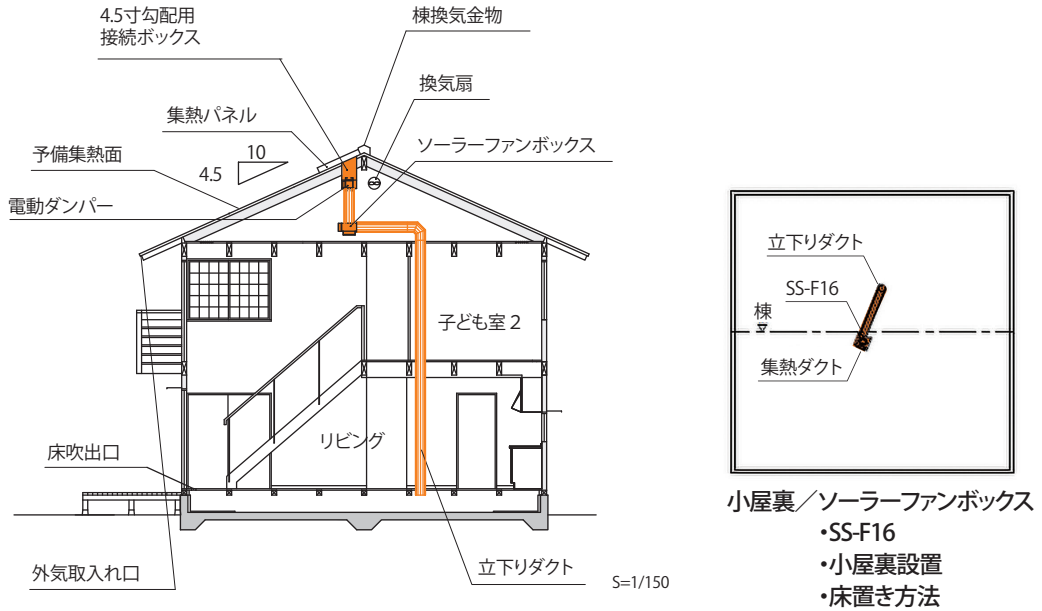 4.5寸勾配用
接続ボックス
棟換気金物
換気扇
集熱パネル
ソーラーファンボックス
予備集熱面
10
4.5
電動ダンパー
子ども室 2
リビング
床吹出口
外気取入れ口
立下りダクト
S=1/150
立下りダクト
SS-F16
棟
集熱ダクト
小屋裏／ソーラーファンボックス
・SS-F16
・小屋裏設置
・床置き方法